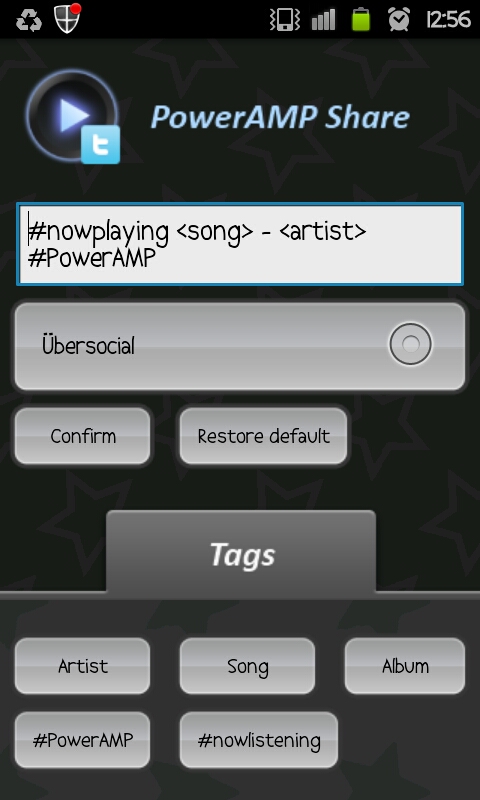 12:56
PowerAMP Share
#nowplaying <song> - <artist>
#PowerAMP
Übersocial
Confirm
Restore default
Tags
Artist
Song
Album
#PowerAMP
#nowlistening